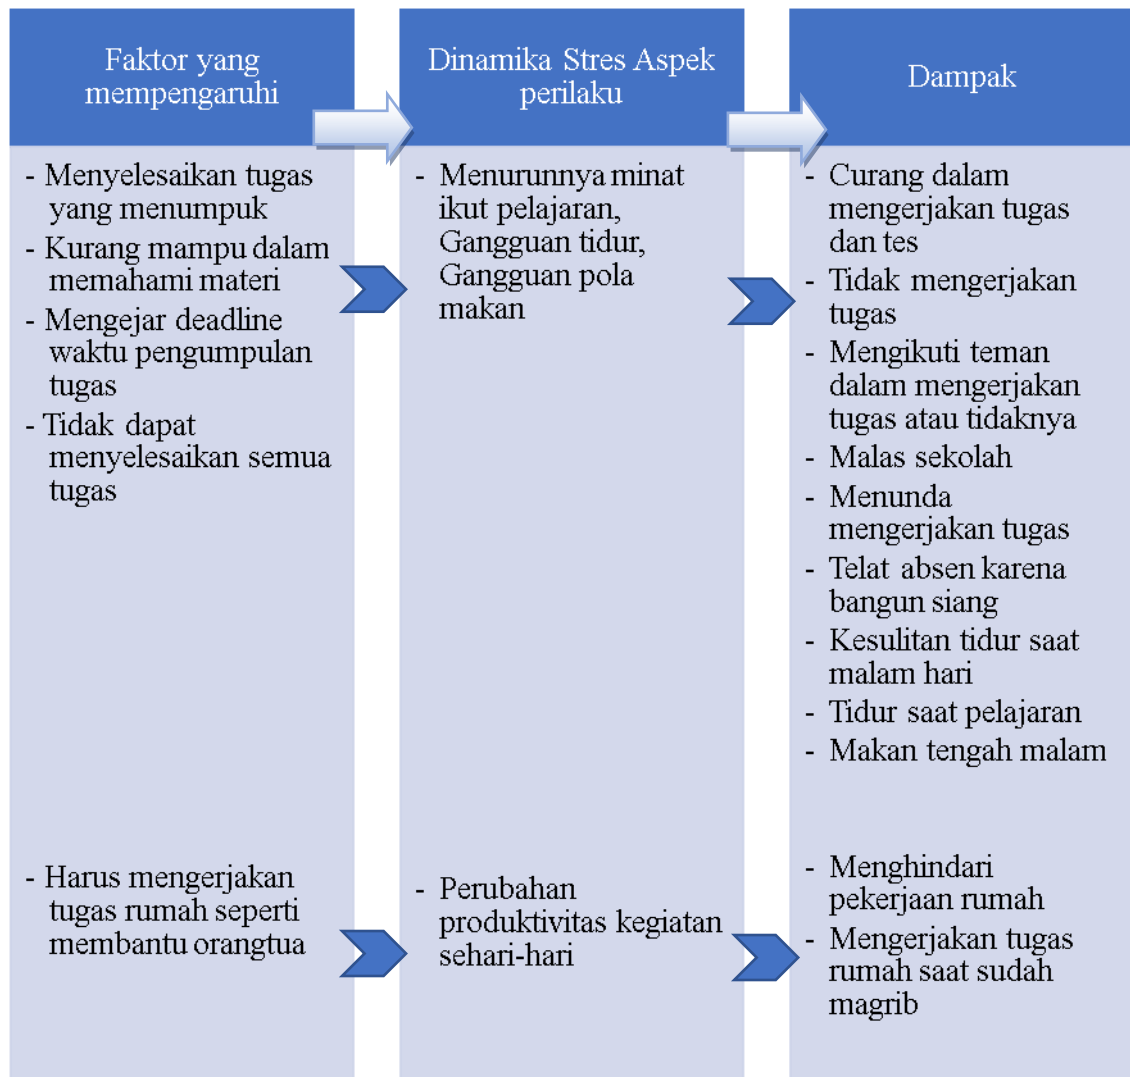 Faktor yang
mempengaruhi
- Menyelesaikan tugas
yang menumpuk
- Kurang mampu dalam
memahami materi
- Mengejar deadline
waktu pengumpulan
tugas
- Tidak dapat
menyelesaikan semua
tugas
- Harus mengerjakan
tugas rumah seperti
membantu orangtua
Dinamika Stres Aspek
perilaku
- Menurunnya minat
ikut pelajaran,
Gangguan tidur,
Gangguan pola
makan
- Perubahan
produktivitas kegiatan
sehari-hari
Dampak
- Curang dalam
mengerjakan tugas
dan tes
- Tidak mengerjakan
tugas
- Mengikuti teman
dalam mengerjakan
tugas atau tidaknya
- Malas sekolah
- Menunda
mengerjakan tugas
- Telat absen karena
bangun siang
- Kesulitan tidur saat
malam hari
- Tidur saat pelajaran
- Makan tengah malam
- Menghindari
pekerjaan rumah
- Mengerjakan tugas
rumah saat sudah
magrib